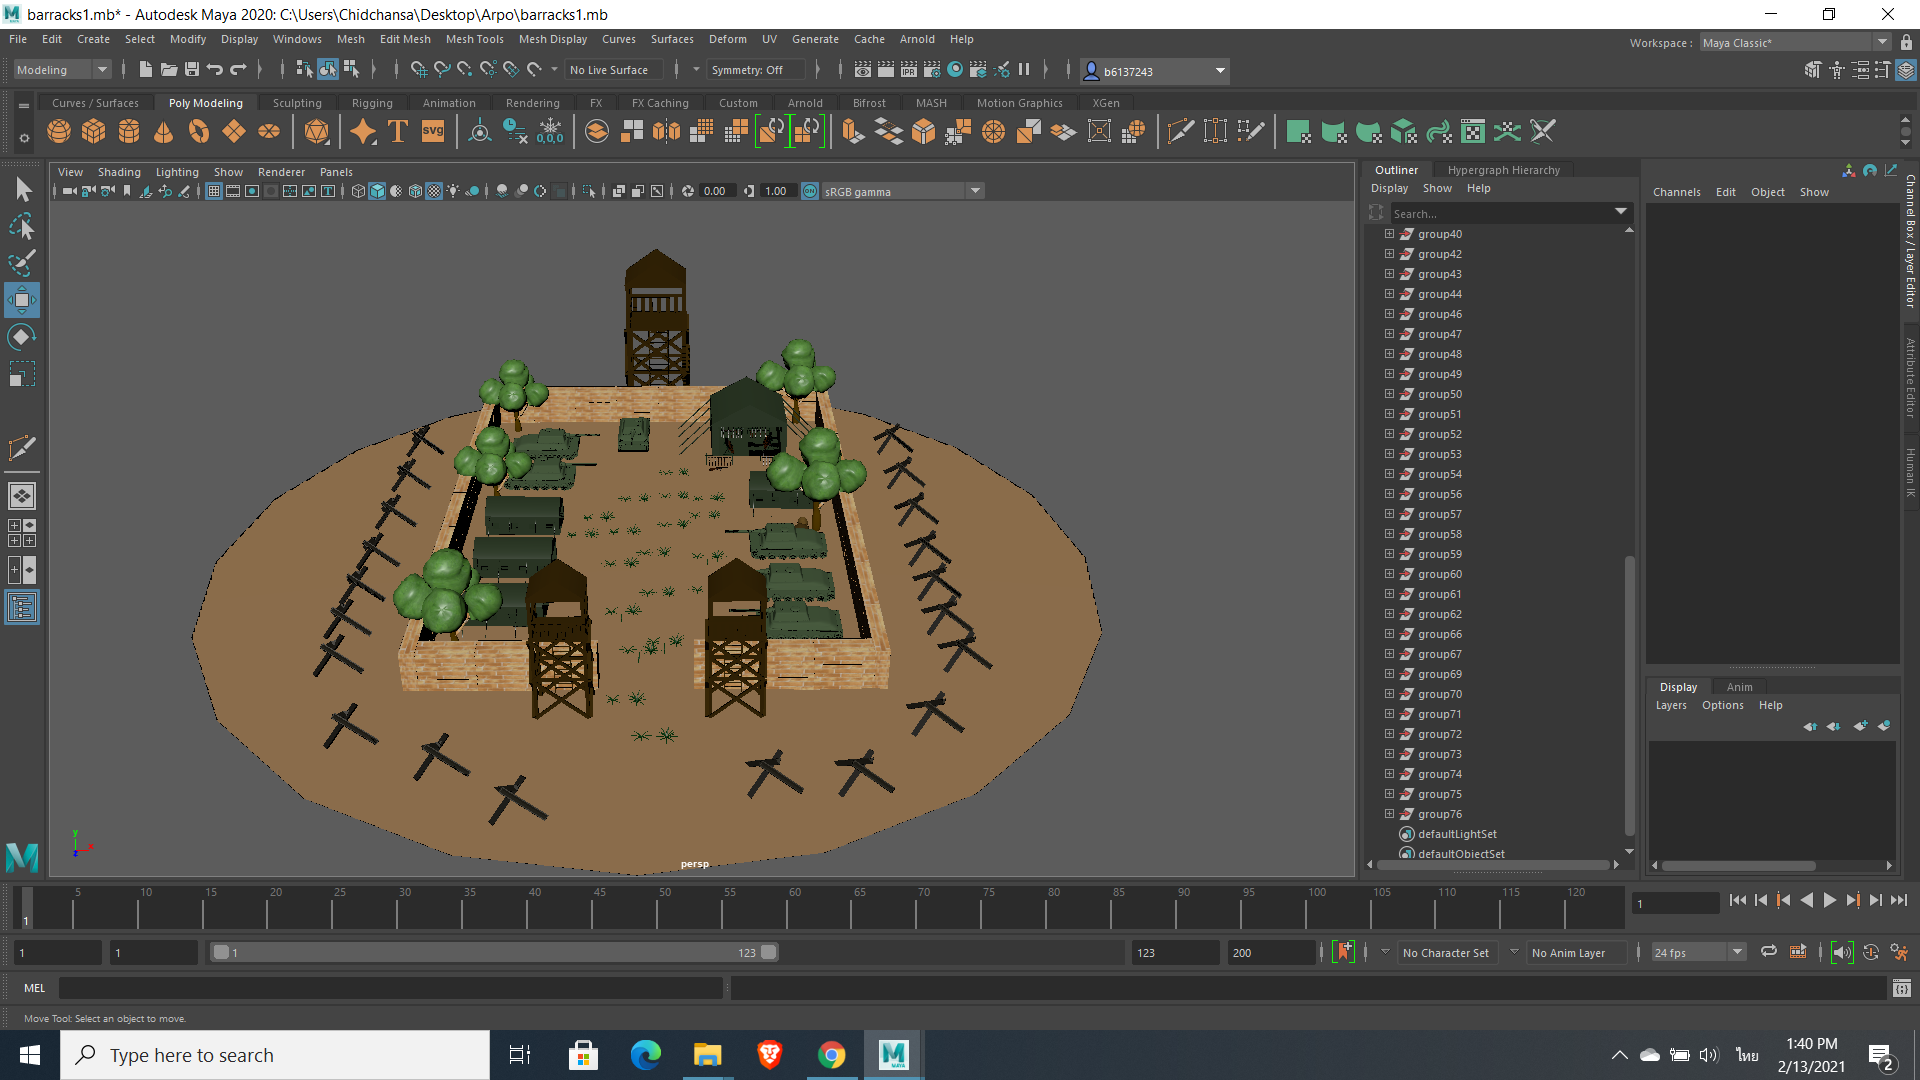 barracks1.mb* - Autodesk Maya 2020: C:\Users\Chidchansa\Desktop\Arpo\barracks1.mb
File Edit Create Select Modify Display Windows Mesh Edit Mesh Mesh Tools Mesh Display Curves Surfaces Deform UV Generate Cache Arnold Help
Workspace : Maya Classic*
Modeling No Live Surface Symmetry: Off b6137243
Curves / Surfaces Poly Modeling Sculpting Rigging Animation Rendering FX FX Caching Custom Arnold Bifrost MASH Motion Graphics XGen
SVG 0,0,0
View Shading Lighting Show Renderer Panels
0.00 1.00 ON sRGB gamma
persp
y
x
z
Outliner Hypergraph Hierarchy
Display Show Help
Search...
group40
group42
group43
group44
group46
group47
group48
group49
group50
group51
group52
group53
group54
group56
group57
group58
group59
group60
group61
group62
group66
group67
group69
group70
group71
group72
group73
group74
group75
group76
defaultLightSet
defaultObjectSet
Channels Edit Object Show
Channel Box / Layer Editor
Attribute Editor
Human IK
Display Anim
Layers Options Help
5 10 15 20 25 30 35 40 45 50 55 60 65 70 75 80 85 90 95 100 105 110 115 120
1
1
1 1 1 123 123 200 No Character Set No Anim Layer 24 fps
MEL
Move Tool: Select an object to move.
Type here to search
MAYA
ไทย
1:40 PM
2/13/2021
2